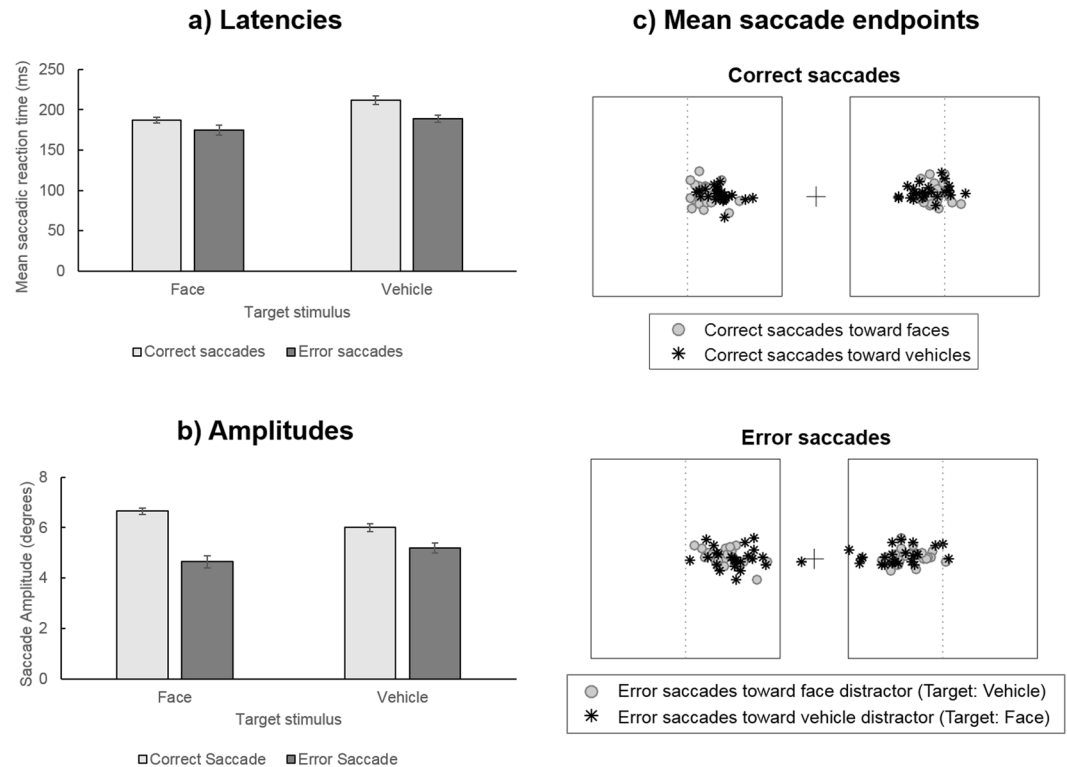 a) Latencies
Mean saccadic reaction time (ms)
250
200
150
100
50
0
Face
Vehicle
Target stimulus
Correct saccades
Error saccades
b) Amplitudes
Saccade Amplitude (degrees)
8
6
4
2
0
Face
Vehicle
Target stimulus
Correct Saccade
Error Saccade
c) Mean saccade endpoints
Correct saccades
Correct saccades toward faces
Correct saccades toward vehicles
Error saccades
Error saccades toward face distractor (Target: Vehicle)
Error saccades toward vehicle distractor (Target: Face)